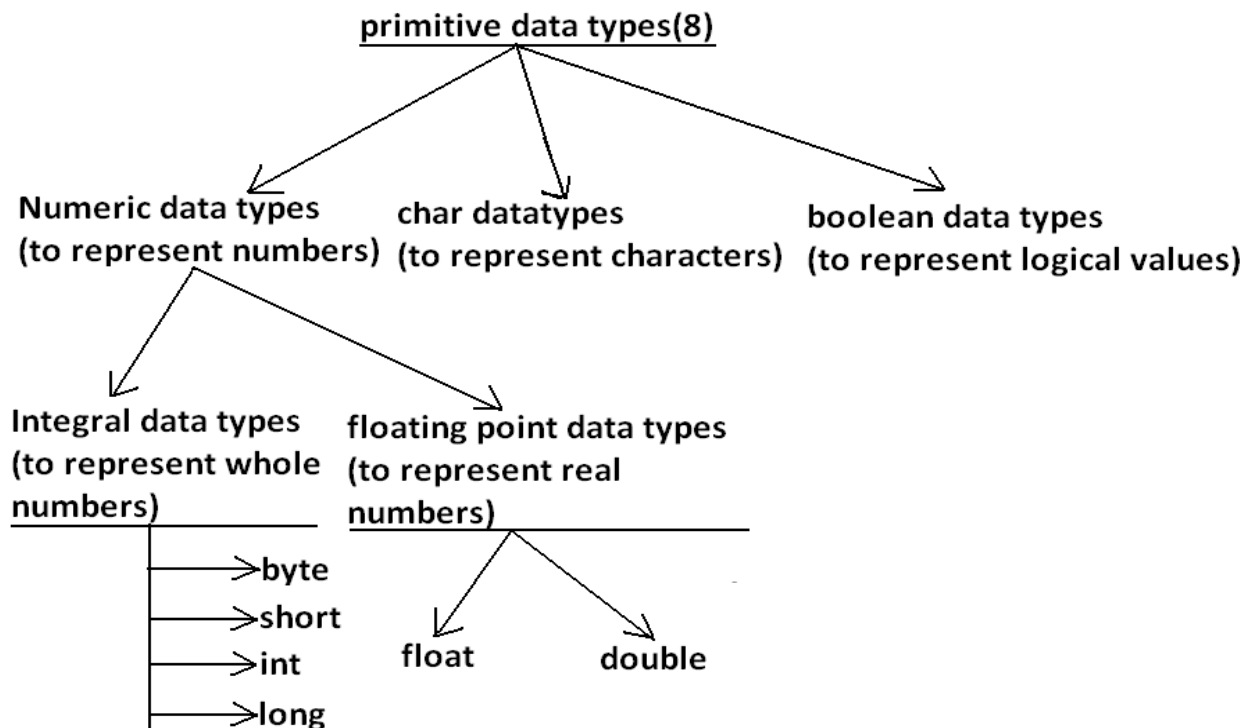 primitive data types(8)
Numeric data types
(to represent numbers)
char datatypes
(to represent characters)
boolean data types
(to represent logical values)
Integral data types
(to represent whole
numbers)
floating point data types
(to represent real
numbers)
byte
short
int
long
float
double